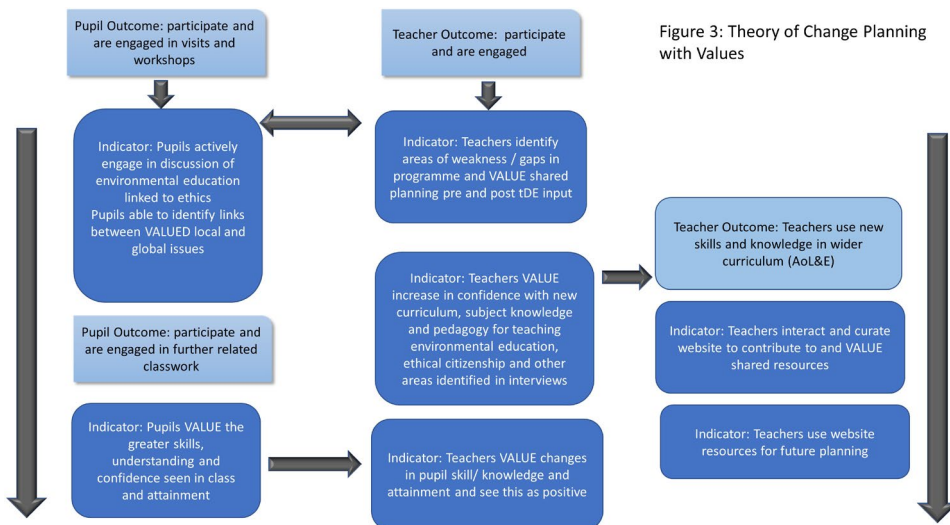 Pupil Outcome: participate and
are engaged in visits and
workshops
Teacher Outcome: participate
and are engaged
Figure 3: Theory of Change Planning
with Values
Indicator: Pupils actively
engage in discussion of
environmental education
linked to ethics
Pupils able to identify links
between VALUED local and
global issues
Indicator: Teachers identify
areas of weakness / gaps in
programme and VALUE shared
planning pre and post tDE input
Teacher Outcome: Teachers use new
skills and knowledge in wider
curriculum (AoL&E)
Indicator: Teachers VALUE
increase in confidence with new
curriculum, subject knowledge
and pedagogy for teaching
environmental education,
ethical citizenship and other
areas identified in interviews
Indicator: Teachers interact and curate
website to contribute to and VALUE
shared resources
Pupil Outcome: participate and
are engaged in further related
classwork
Indicator: Pupils VALUE the
greater skills,
understanding and
confidence seen in class
and attainment
Indicator: Teachers VALUE changes
in pupil skill/ knowledge and
attainment and see this as positive
Indicator: Teachers use website
resources for future planning